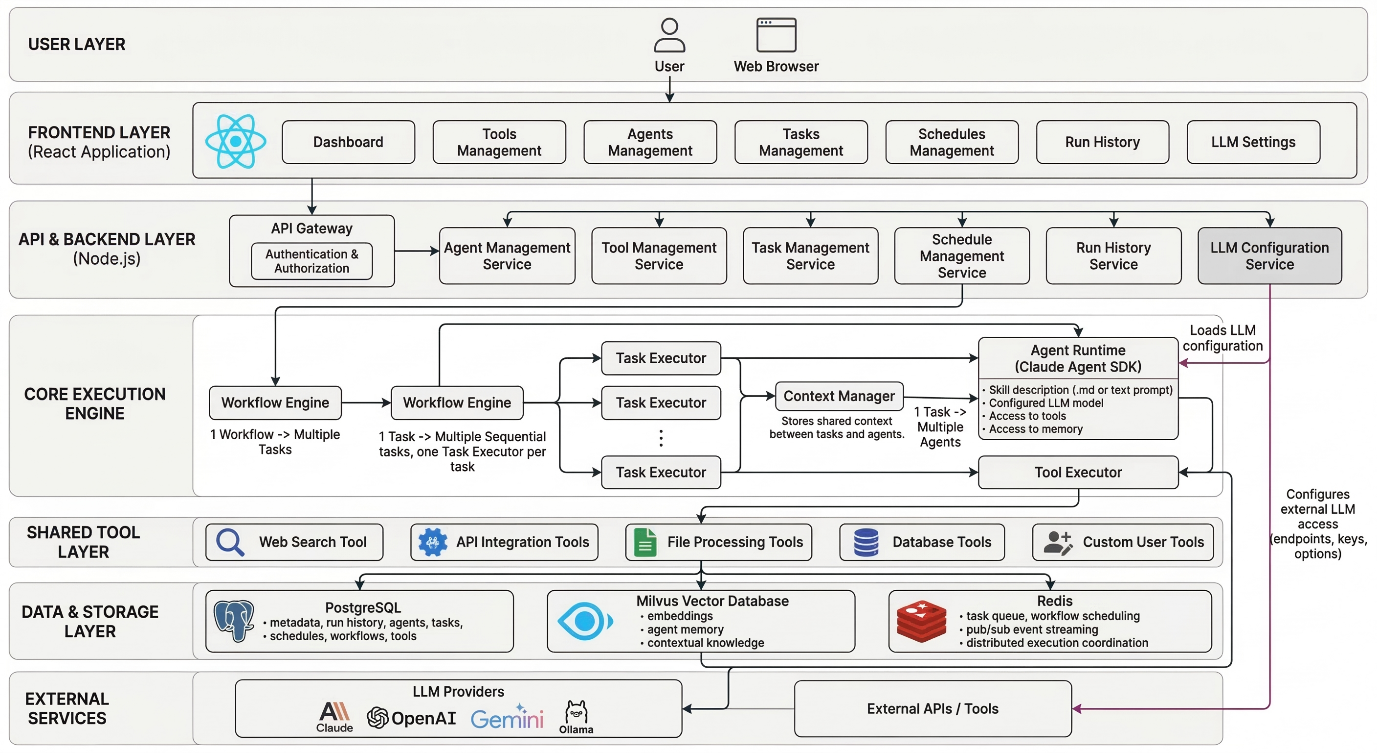 USER LAYER
User
Web Browser
FRONTEND LAYER
(React Application)
Dashboard
Tools
Management
Agents
Management
Tasks
Management
Schedules
Management
Run History
LLM Settings
API & BACKEND LAYER
(Node.js)
API Gateway
Authentication &
Authorization
Agent Management
Service
Tool Management
Service
Task Management
Service
Schedule
Management
Service
Run History
Service
LLM Configuration
Service
CORE EXECUTION
ENGINE
Workflow Engine
1 Workflow -> Multiple
Tasks
Workflow Engine
1 Task -> Multiple Sequential
tasks, one Task Executor per
task
Task Executor
Task Executor
⋮
Task Executor
Context Manager
Stores shared context
between tasks and agents.
1 Task ->
Multiple
Agents
Agent Runtime
(Claude Agent SDK)
• Skill description (.md or text prompt)
• Configured LLM model
• Access to tools
• Access to memory
Tool Executor
Loads LLM
configuration
Configures
external LLM
access
(endpoints, keys,
options)
SHARED TOOL
LAYER
Web Search Tool
API Integration Tools
File Processing Tools
Database Tools
Custom User Tools
DATA & STORAGE
LAYER
PostgreSQL
• metadata, run history, agents, tasks,
• schedules, workflows, tools
Milvus Vector Database
• embeddings
• agent memory
• contextual knowledge
Redis
• task queue, workflow scheduling
• pub/sub event streaming
• distributed execution coordination
EXTERNAL
SERVICES
LLM Providers
Claude
OpenAI
Gemini
Ollama
External APIs / Tools